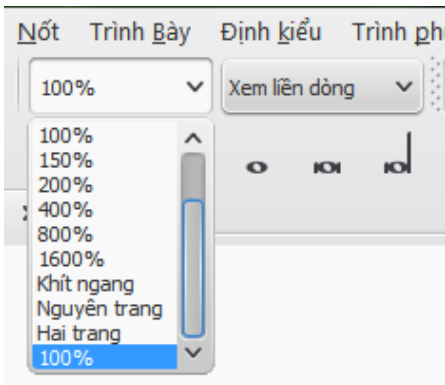 Nốt Trình Bày Định kiểu Trình ph
100% Xem liền dòng
100%
150%
200%
400%
800%
1600%
Khít ngang
Nguyên trang
Hai trang
100%